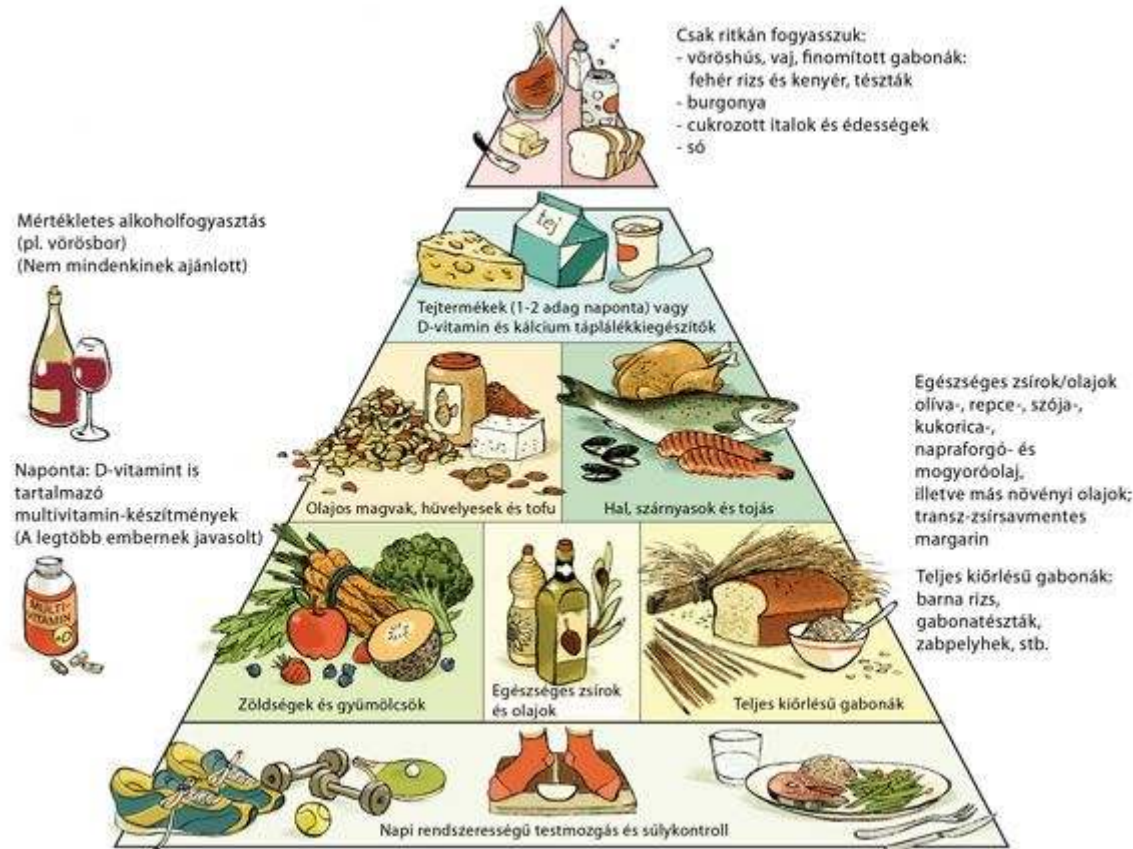 Csak ritkán fogyasszuk:
- vöröshús, vaj, finomított gabonák:
fehér rizs és kenyér, tészták
- burgonya
- cukrozott italok és édességek
- só
Mértékletes alkoholfogyasztás
(pl. vörösbor)
(Nem mindenkinek ajánlott)
tej
Tejtermékek (1-2 adag naponta) vagy
D-vitamin és kálcium táplálékkiegészítők
Egészséges zsírok/olajok
olíva-, repce-, szója-,
kukorica-,
napraforgó- és
mogyoróolaj,
illetve más növényi olajok;
transz-zsírsavmentes
margarin
Naponta: D-vitamint is
tartalmazó
multivitamin-készítmények
(A legtöbb embernek javasolt)
Olajos magvak, hüvelyesek és tofu
Hal, szárnyasok és tojás
Teljes kiőrlésű gabonák:
barna rizs,
gabonatészták,
zabpelyhek, stb.
MULTI-
VITAMIN
+D
Zöldségek és gyümölcsök
Egészséges zsírok
és olajok
Teljes kiőrlésű gabonák
Napi rendszerességű testmozgás és súlykontroll